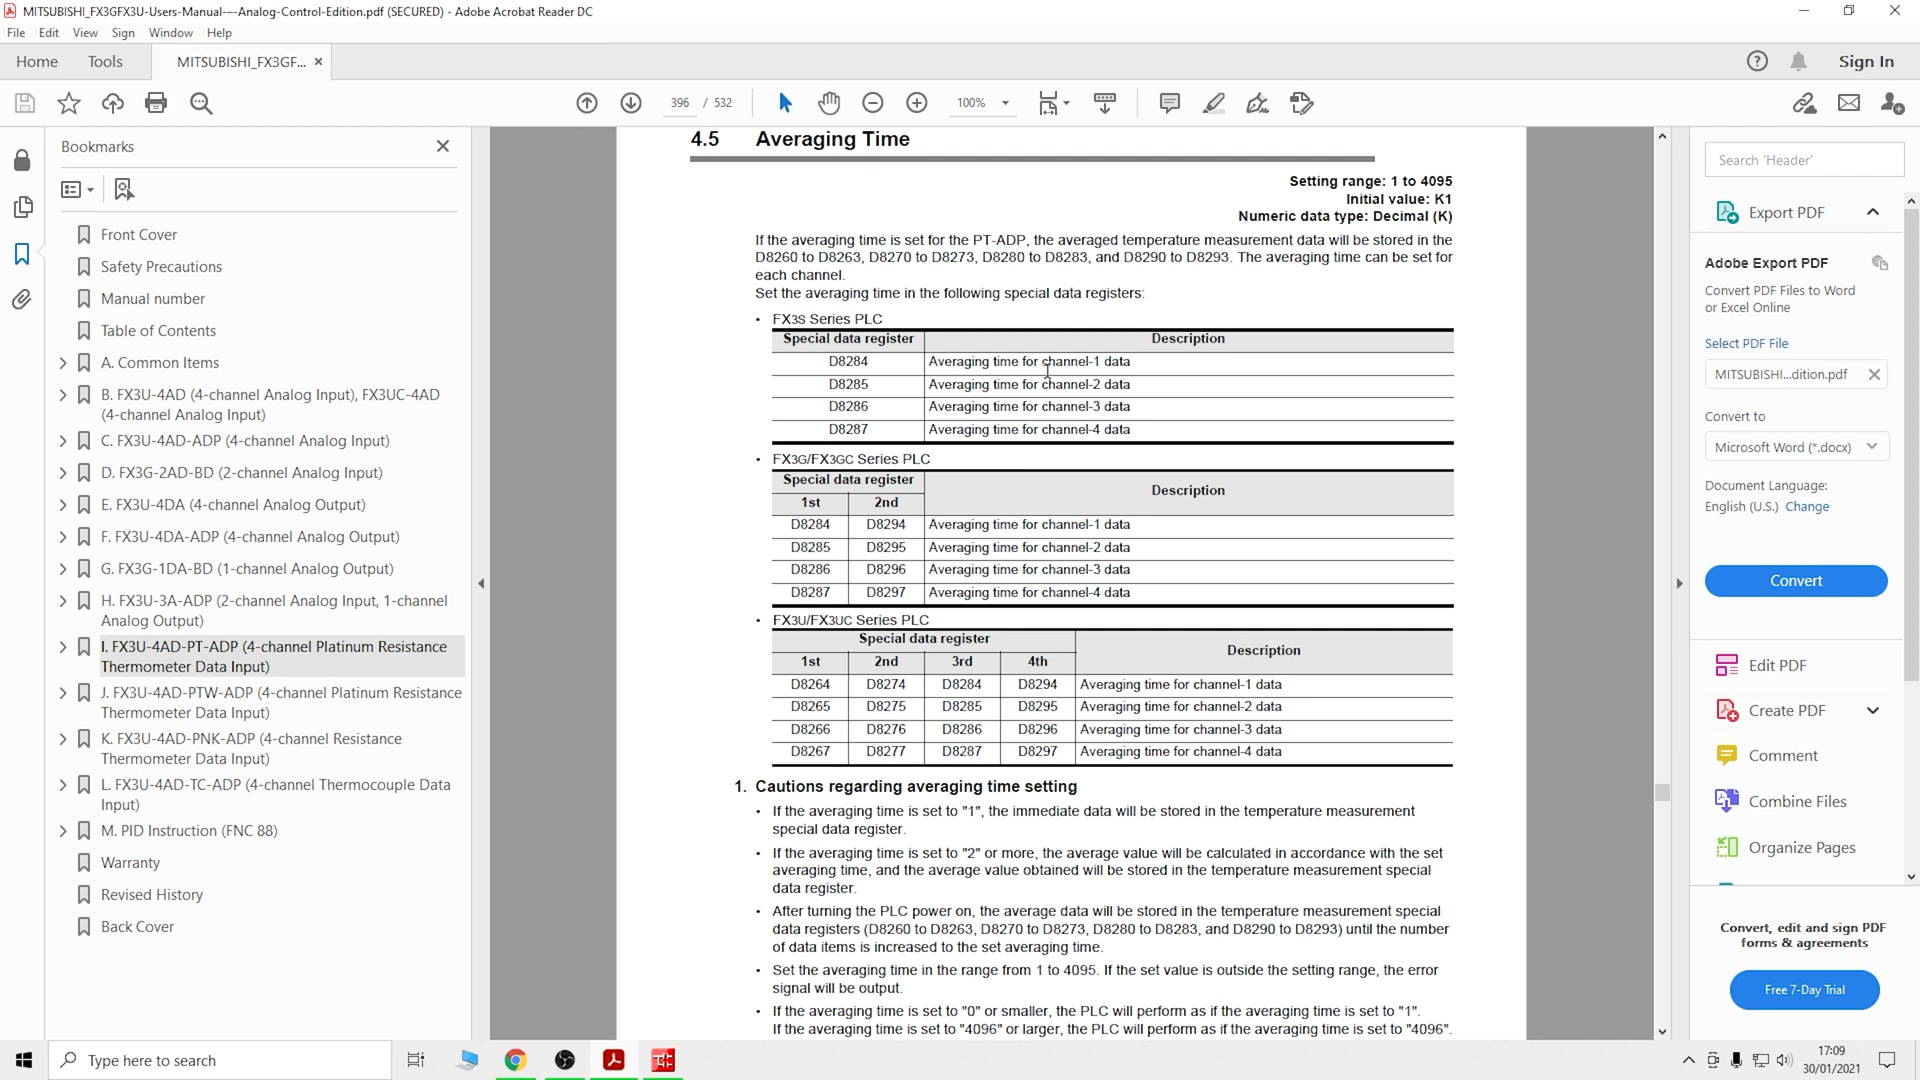 MITSUBISHI_FX3GFX3U-Users-Manual-–-Analog-Control-Edition.pdf (SECURED) - Adobe Acrobat Reader DC
File Edit View Sign Window Help
Home Tools MITSUBISHI_FX3GF... × Sign In
396 / 532 100%
Bookmarks
Front Cover
Safety Precautions
Manual number
Table of Contents
A. Common Items
B. FX3U-4AD (4-channel Analog Input), FX3UC-4AD
(4-channel Analog Input)
C. FX3U-4AD-ADP (4-channel Analog Input)
D. FX3G-2AD-BD (2-channel Analog Input)
E. FX3U-4DA (4-channel Analog Output)
F. FX3U-4DA-ADP (4-channel Analog Output)
G. FX3G-1DA-BD (1-channel Analog Output)
H. FX3U-3A-ADP (2-channel Analog Input, 1-channel
Analog Output)
I. FX3U-4AD-PT-ADP (4-channel Platinum Resistance
Thermometer Data Input)
J. FX3U-4AD-PTW-ADP (4-channel Platinum Resistance
Thermometer Data Input)
K. FX3U-4AD-PNK-ADP (4-channel Resistance
Thermometer Data Input)
L. FX3U-4AD-TC-ADP (4-channel Thermocouple Data
Input)
M. PID Instruction (FNC 88)
Warranty
Revised History
Back Cover
4.5 Averaging Time
Setting range: 1 to 4095
Initial value: K1
Numeric data type: Decimal (K)
If the averaging time is set for the PT-ADP, the averaged temperature measurement data will be stored in the
D8260 to D8263, D8270 to D8273, D8280 to D8283, and D8290 to D8293. The averaging time can be set for
each channel.
Set the averaging time in the following special data registers:
• FX3S Series PLC
Special data register Description
D8284 Averaging time for channel-1 data
D8285 Averaging time for channel-2 data
D8286 Averaging time for channel-3 data
D8287 Averaging time for channel-4 data
• FX3G/FX3GC Series PLC
Special data register Description
1st 2nd
D8284 D8294 Averaging time for channel-1 data
D8285 D8295 Averaging time for channel-2 data
D8286 D8296 Averaging time for channel-3 data
D8287 D8297 Averaging time for channel-4 data
• FX3U/FX3UC Series PLC
Special data register Description
1st 2nd 3rd 4th
D8264 D8274 D8284 D8294 Averaging time for channel-1 data
D8265 D8275 D8285 D8295 Averaging time for channel-2 data
D8266 D8276 D8286 D8296 Averaging time for channel-3 data
D8267 D8277 D8287 D8297 Averaging time for channel-4 data
1. Cautions regarding averaging time setting
• If the averaging time is set to "1", the immediate data will be stored in the temperature measurement
special data register.
• If the averaging time is set to "2" or more, the average value will be calculated in accordance with the set
averaging time, and the average value obtained will be stored in the temperature measurement special
data register.
• After turning the PLC power on, the average data will be stored in the temperature measurement special
data registers (D8260 to D8263, D8270 to D8273, D8280 to D8283, and D8290 to D8293) until the number
of data items is increased to the set averaging time.
• Set the averaging time in the range from 1 to 4095. If the set value is outside the setting range, the error
signal will be output.
• If the averaging time is set to "0" or smaller, the PLC will perform as if the averaging time is set to "1".
If the averaging time is set to "4096" or larger, the PLC will perform as if the averaging time is set to "4096".
Search 'Header'
Export PDF
Adobe Export PDF
Convert PDF Files to Word
or Excel Online
Select PDF File
MITSUBISHI...dition.pdf
Convert to
Microsoft Word (*.docx)
Document Language:
English (U.S.) Change
Convert
Edit PDF
Create PDF
Comment
Combine Files
Organize Pages
Convert, edit and sign PDF
forms & agreements
Free 7-Day Trial
Type here to search
17:09
30/01/2021